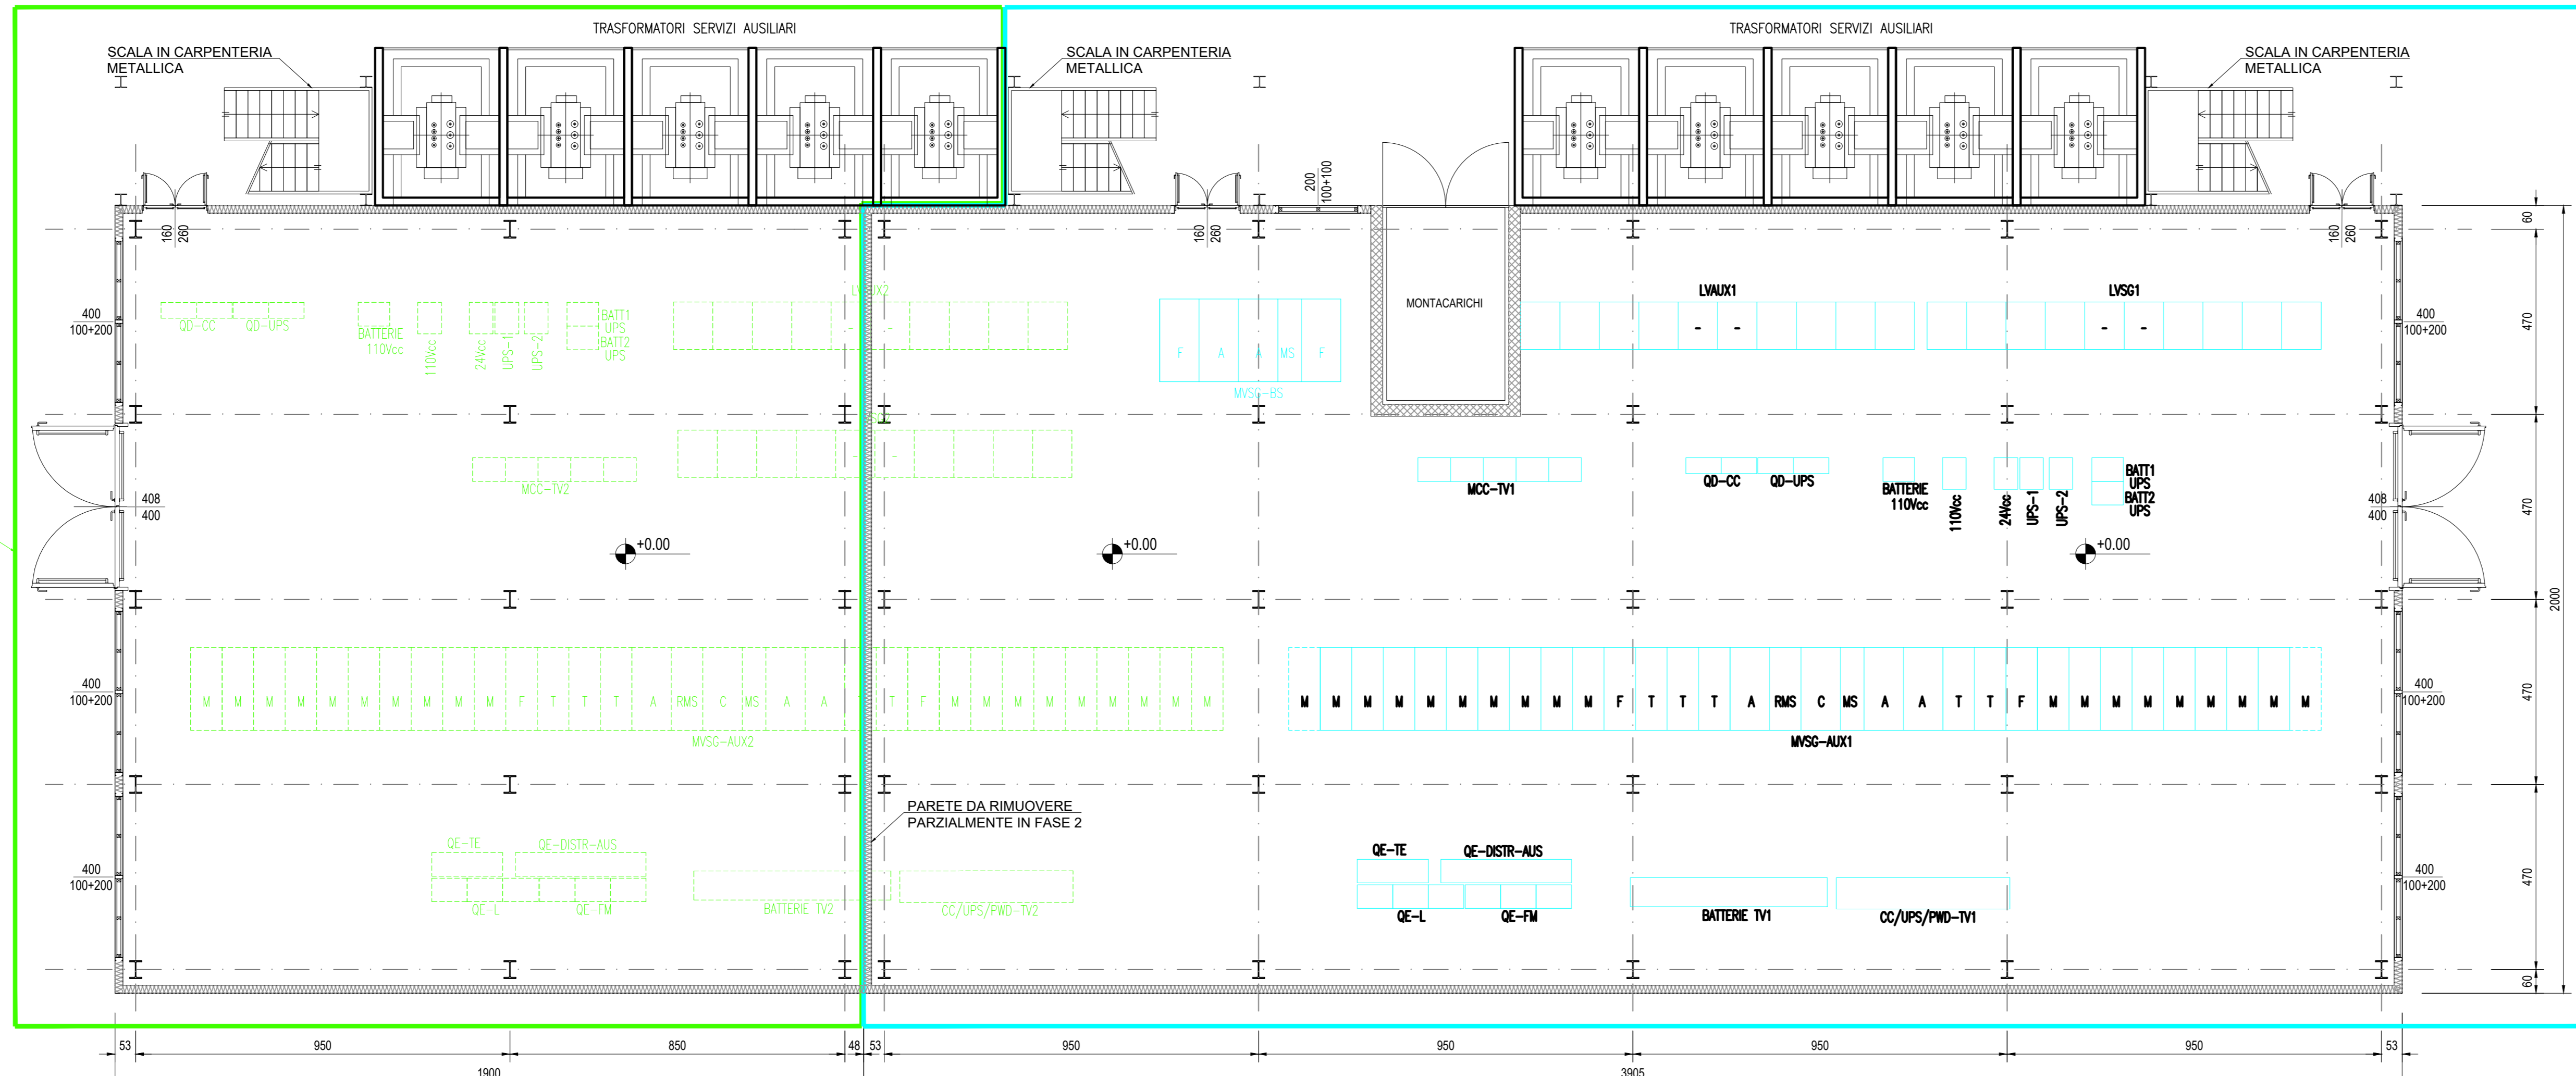 TRASFORMATORI SERVIZI AUSILIARI
TRASFORMATORI SERVIZI AUSILIARI
SCALA IN CARPENTERIA
METALLICA
SCALA IN CARPENTERIA
METALLICA
SCALA IN CARPENTERIA
METALLICA
160
260
160
260
200
100+100
160
260
60
400
100+200
QD-CC
QD-UPS
BATTERIE
110Vcc
110Vcc
24Vcc
UPS-1
UPS-2
BATT1
UPS
BATT2
UPS
LVAUX2
- -
F A A MS F
MVSG-BS
MONTACARICHI
LVAUX1
- -
LVSG1
- -
400
100+200
470
MCC-TV2
- -
MCC-TV1
QD-CC
QD-UPS
BATTERIE
110Vcc
110Vcc
24Vcc
UPS-1
UPS-2
BATT1
UPS
BATT2
UPS
408
400
408
400
470
+0.00
+0.00
+0.00
2000
400
100+200
M M M M M M M M M M F T T T A RMS C MS A A T T F M M M M M M M M M
MVSG-AUX2
M M M M M M M M M M F T T T A RMS C MS A A T T F M M M M M M M M M
MVSG-AUX1
400
100+200
470
PARETE DA RIMUOVERE
PARZIALMENTE IN FASE 2
400
100+200
QE-TE
QE-DISTR-AUS
QE-L
QE-FM
BATTERIE TV2
CC/UPS/PWD-TV2
QE-TE
QE-DISTR-AUS
QE-L
QE-FM
BATTERIE TV1
CC/UPS/PWD-TV1
400
100+200
470
60
53 950 850 48 53 950 950 950 950 53
1900
3905